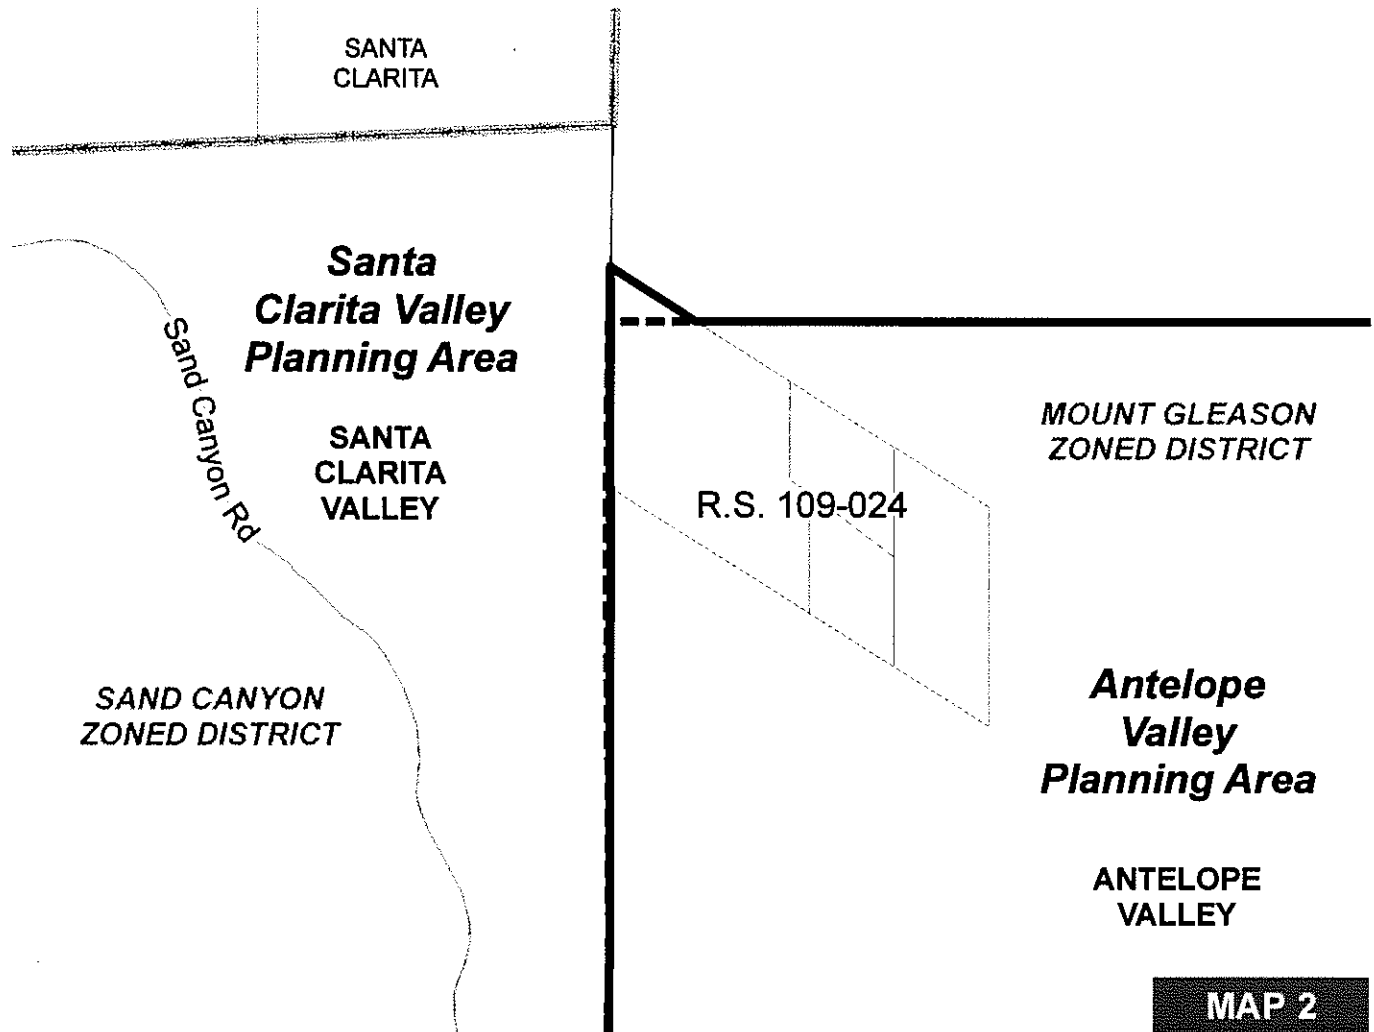 SANTA
CLARITA
Santa
Clarita Valley
Planning Area
Sand Canyon Rd
SANTA
CLARITA
VALLEY
MOUNT GLEASON
ZONED DISTRICT
R.S. 109-024
SAND CANYON
ZONED DISTRICT
Antelope
Valley
Planning Area
ANTELOPE
VALLEY
MAP 2